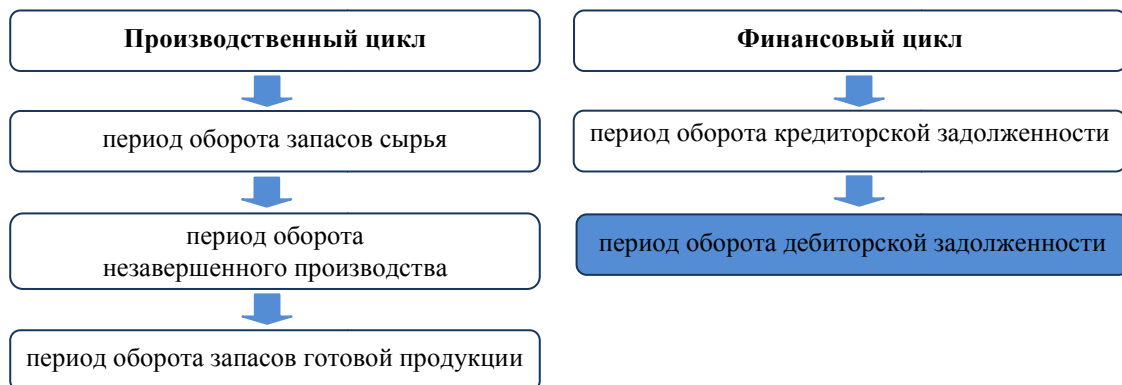 Производственный цикл
период оборота запасов сырья
период оборота
незавершенного производства
период оборота запасов готовой продукции
Финансовый цикл
период оборота кредиторской задолженности
период оборота дебиторской задолженности